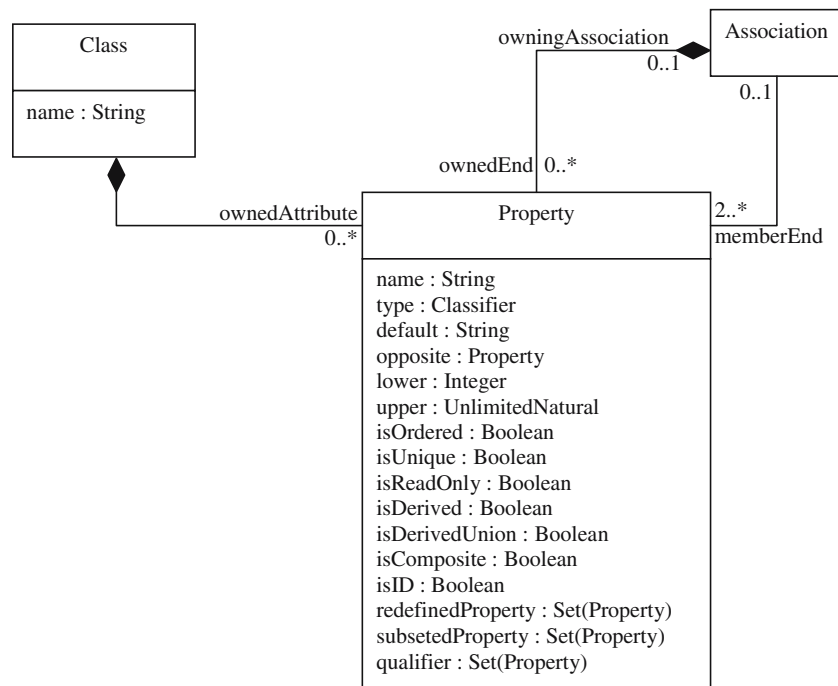 Class
name : String
owningAssociation
0..1
Association
0..1
ownedEnd 0..*
ownedAttribute
0..*
2..*
memberEnd
Property
name : String
type : Classifier
default : String
opposite : Property
lower : Integer
upper : UnlimitedNatural
isOrdered : Boolean
isUnique : Boolean
isReadOnly : Boolean
isDerived : Boolean
isDerivedUnion : Boolean
isComposite : Boolean
isID : Boolean
redefinedProperty : Set(Property)
subsetedProperty : Set(Property)
qualifier : Set(Property)